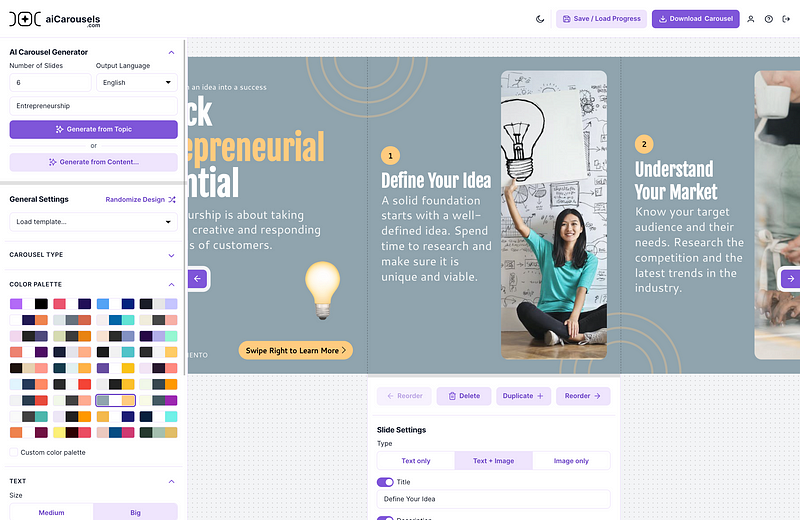 aiCarousels
.com
Save / Load Progress
Download Carousel
AI Carousel Generator
Number of Slides
Output Language
6
English
Entrepreneurship
Generate from Topic
or
Generate from Content...
General Settings
Randomize Design
Load template...
CAROUSEL TYPE
COLOR PALETTE
Custom color palette
TEXT
Size
Medium
Big
an idea into a success
ck
epreneurial
ntial
urship is about taking
creative and responding
s of customers.
MENTO
Swipe Right to Learn More
1
Define Your Idea
A solid foundation
starts with a well-
defined idea. Spend
time to research and
make sure it is
unique and viable.
2
Understand
Your Market
Know your target
audience and their
needs. Research the
competition and the
latest trends in the
industry.
Reorder
Delete
Duplicate
Reorder
Slide Settings
Type
Text only
Text + Image
Image only
Title
Define Your Idea